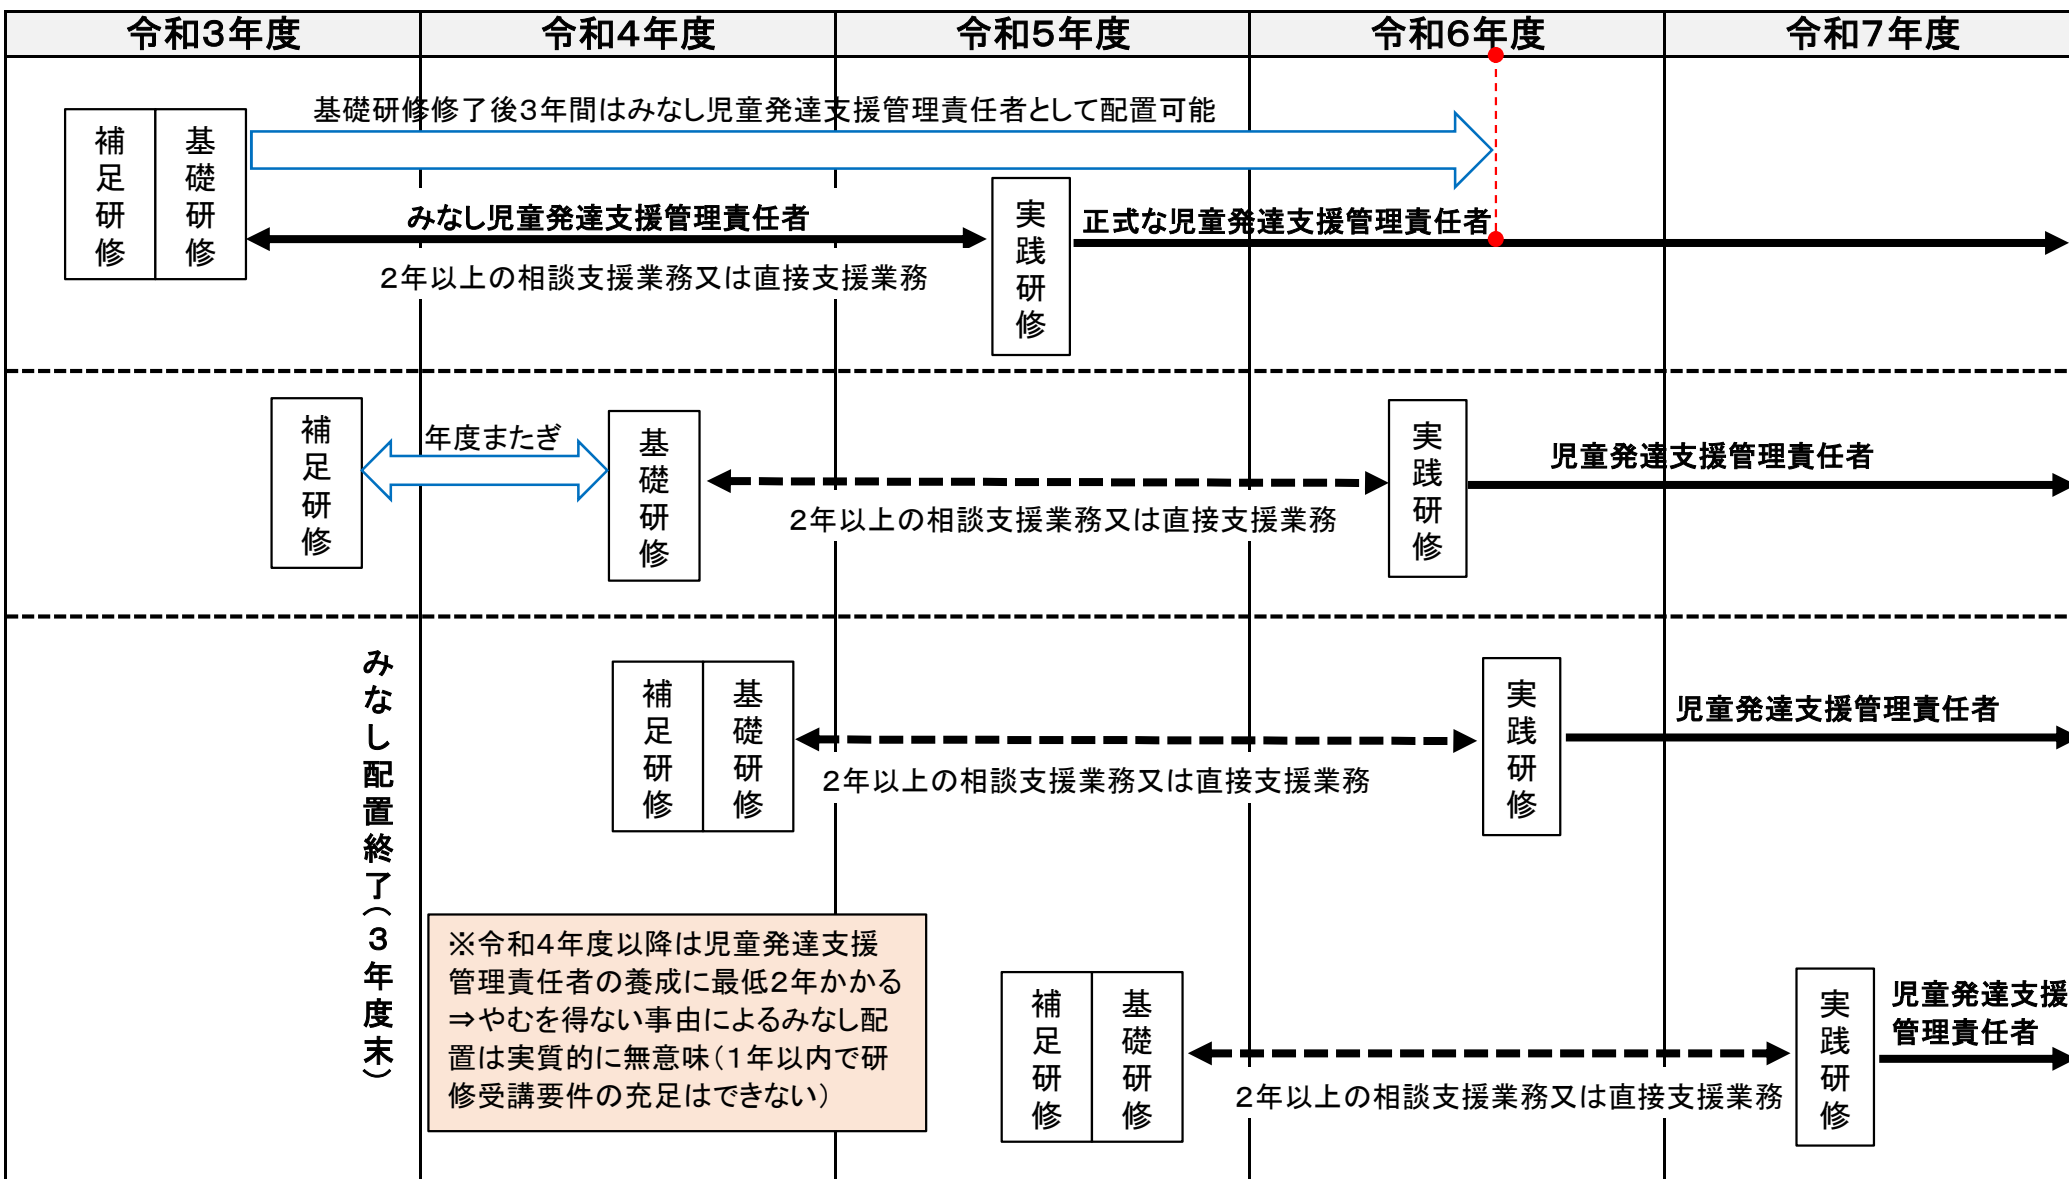 令和3年度
令和4年度
令和5年度
令和6年度
令和7年度
基礎研修修了後3年間はみなし児童発達支援管理責任者として配置可能
補足研修
基礎研修
みなし児童発達支援管理責任者
2年以上の相談支援業務又は直接支援業務
実践研修
正式な児童発達支援管理責任者
補足研修
年度またぎ
基礎研修
2年以上の相談支援業務又は直接支援業務
実践研修
児童発達支援管理責任者
みなし配置終了(3年度末)
補足研修
基礎研修
2年以上の相談支援業務又は直接支援業務
実践研修
児童発達支援管理責任者
※令和4年度以降は児童発達支援
管理責任者の養成に最低2年かかる
⇒やむを得ない事由によるみなし配
置は実質的に無意味(1年以内で研
修受講要件の充足はできない)
補足研修
基礎研修
2年以上の相談支援業務又は直接支援業務
実践研修
児童発達支援
管理責任者